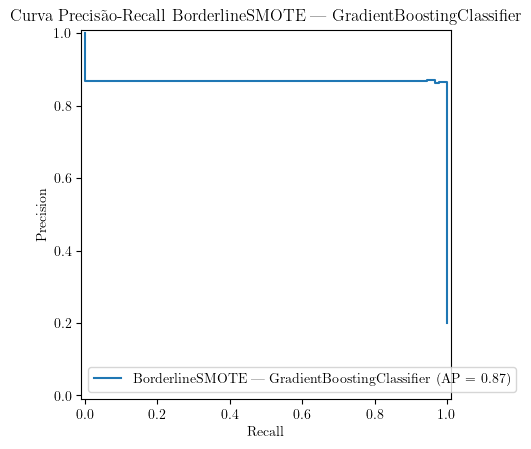 Curva Precisão-Recall BorderlineSMOTE — GradientBoostingClassifier
1.0
0.8
0.6
0.4
0.2
0.0
Precision
BorderlineSMOTE — GradientBoostingClassifier (AP = 0.87)
0.0 0.2 0.4 0.6 0.8 1.0
Recall